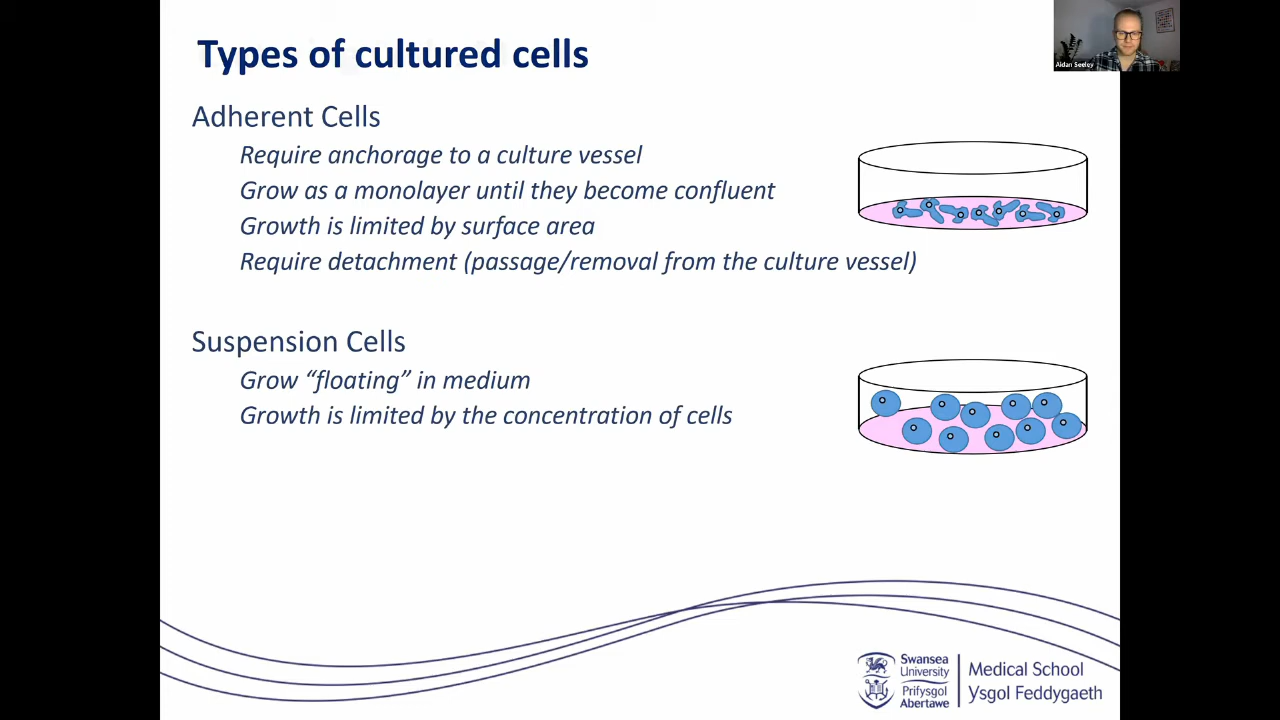 Types of cultured cells
Aidan Seeley
Adherent Cells
Require anchorage to a culture vessel
Grow as a monolayer until they become confluent
Growth is limited by surface area
Require detachment (passage/removal from the culture vessel)
Suspension Cells
Grow “floating” in medium
Growth is limited by the concentration of cells
Swansea
University
Prifysgol
Abertawe
Medical School
Ysgol Feddygaeth